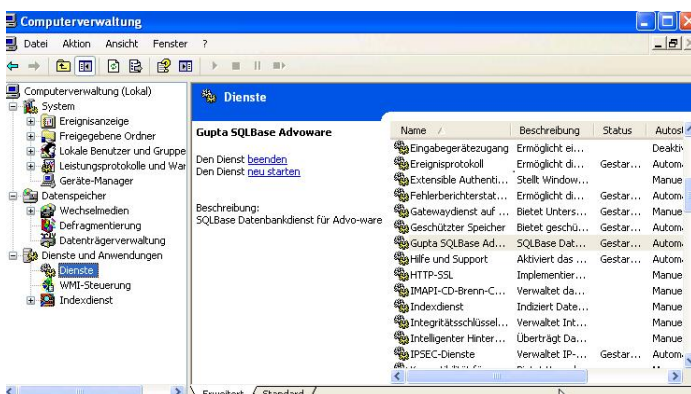 Computerverwaltung
Datei Aktion Ansicht Fenster ?
Computerverwaltung (Lokal)
System
Ereignisanzeige
Freigegebene Ordner
Lokale Benutzer und Gruppe
Leistungsprotokolle und War
Geräte-Manager
Datenspeicher
Wechselmedien
Defragmentierung
Datenträgerverwaltung
Dienste und Anwendungen
Dienste
WMI-Steuerung
Indexdienst
Dienste
Gupta SQLBase Advoware
Den Dienst beenden
Den Dienst neu starten
Beschreibung:
SQLBase Datenbankdienst für Advo-ware
Name Beschreibung Status Autost
Eingabegerätezugang Ermöglicht ei... Deaktiv
Ereignisprotokoll Ermöglicht di... Gestar... Autom
Extensible Authenti... Stellt Window... Manue
Fehlerberichterstat... Ermöglicht di... Gestar... Autom
Gatewaydienst auf ... Bietet Unters... Manue
Geschützter Speicher Bietet geschü... Gestar... Autom
Gupta SQLBase Ad... SQLBase Dat... Gestar... Autom
Hilfe und Support Aktiviert das ... Gestar... Autom
HTTP-SSL Implementier... Manue
IMAPI-CD-Brenn-C... Verwaltet da... Manue
Indexdienst Indiziert Date... Manue
Integritätsschlüssel... Verwaltet Int... Manue
Intelligenter Hinter... Überträgt Da... Manue
IPSEC-Dienste Verwaltet IP-... Gestar... Autom
Erweitert Standard